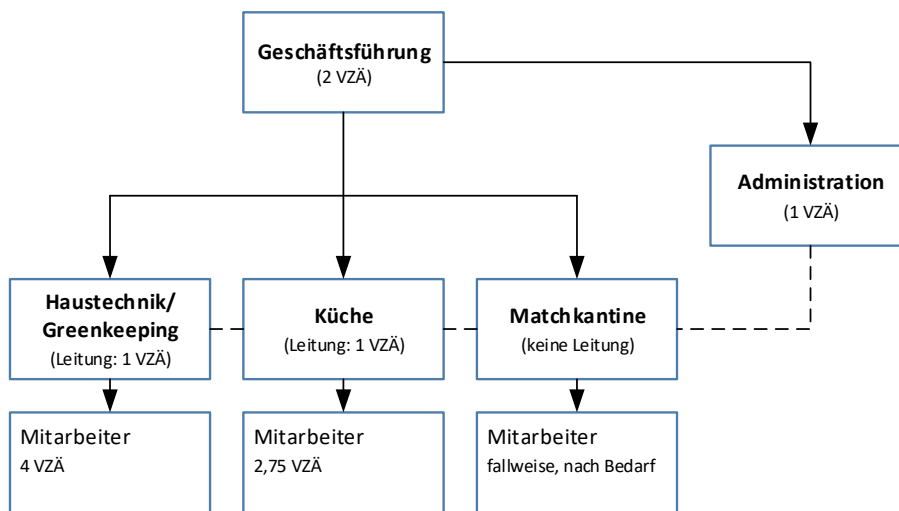 Geschäftsführung
(2 VZÄ)
Administration
(1 VZÄ)
Haustechnik/
Greenkeeping
(Leitung: 1 VZÄ)
Küche
(Leitung: 1 VZÄ)
Matchkantine
(keine Leitung)
Mitarbeiter
4 VZÄ
Mitarbeiter
2,75 VZÄ
Mitarbeiter
fallweise, nach Bedarf